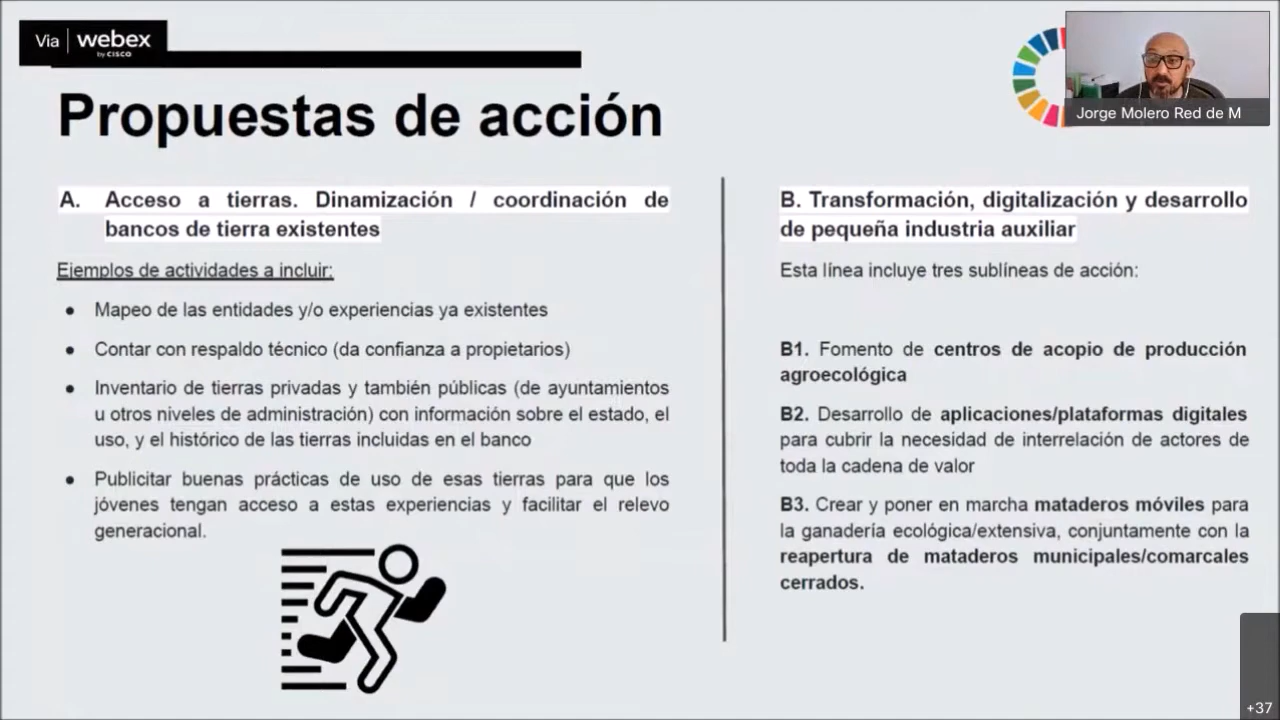 Via webex
by CISCO
Jorge Molero Red de M
Propuestas de acción
A. Acceso a tierras. Dinamización / coordinación de
bancos de tierra existentes
Ejemplos de actividades a incluir:
● Mapeo de las entidades y/o experiencias ya existentes
● Contar con respaldo técnico (da confianza a propietarios)
● Inventario de tierras privadas y también públicas (de ayuntamientos
u otros niveles de administración) con información sobre el estado, el
uso, y el histórico de las tierras incluidas en el banco
● Publicitar buenas prácticas de uso de esas tierras para que los
jóvenes tengan acceso a estas experiencias y facilitar el relevo
generacional.
B. Transformación, digitalización y desarrollo
de pequeña industria auxiliar
Esta línea incluye tres sublíneas de acción:
B1. Fomento de centros de acopio de producción
agroecológica
B2. Desarrollo de aplicaciones/plataformas digitales
para cubrir la necesidad de interrelación de actores de
toda la cadena de valor
B3. Crear y poner en marcha mataderos móviles para
la ganadería ecológica/extensiva, conjuntamente con la
reapertura de mataderos municipales/comarcales
cerrados.
+37